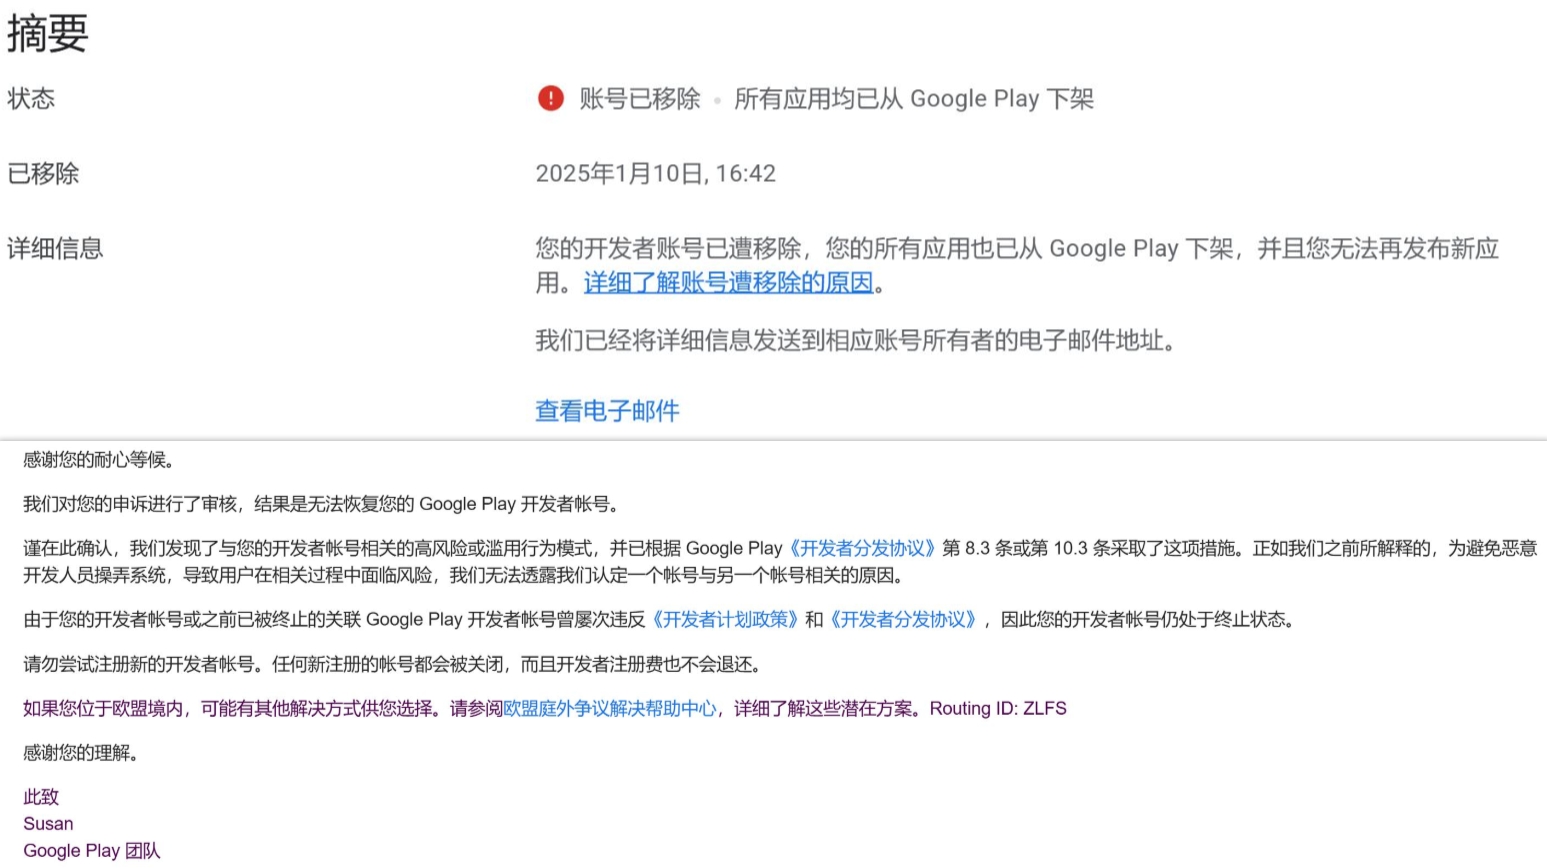 摘要
状态
账号已移除 • 所有应用均已从 Google Play 下架
已移除
2025年1月10日, 16:42
详细信息
您的开发者账号已遭移除，您的所有应用也已从 Google Play 下架，并且您无法再发布新应
用。详细了解账号遭移除的原因。
我们已经将详细信息发送到相应账号所有者的电子邮件地址。
查看电子邮件
感谢您的耐心等候。
我们对您的申诉进行了审核，结果是无法恢复您的 Google Play 开发者帐号。
谨在此确认，我们发现了与您的开发者帐号相关的高风险或滥用行为模式，并已根据 Google Play《开发者分发协议》第 8.3 条或第 10.3 条采取了这项措施。正如我们之前所解释的，为避免恶意
开发人员操弄系统，导致用户在相关过程中面临风险，我们无法透露我们认定一个帐号与另一个帐号相关的原因。
由于您的开发者帐号或之前已被终止的关联 Google Play 开发者帐号曾屡次违反《开发者计划政策》和《开发者分发协议》，因此您的开发者帐号仍处于终止状态。
请勿尝试注册新的开发者帐号。任何新注册的帐号都会被关闭，而且开发者注册费也不会退还。
如果您位于欧盟境内，可能有其他解决方式供您选择。请参阅欧盟庭外争议解决帮助中心，详细了解这些潜在方案。Routing ID: ZLFS
感谢您的理解。
此致
Susan
Google Play 团队